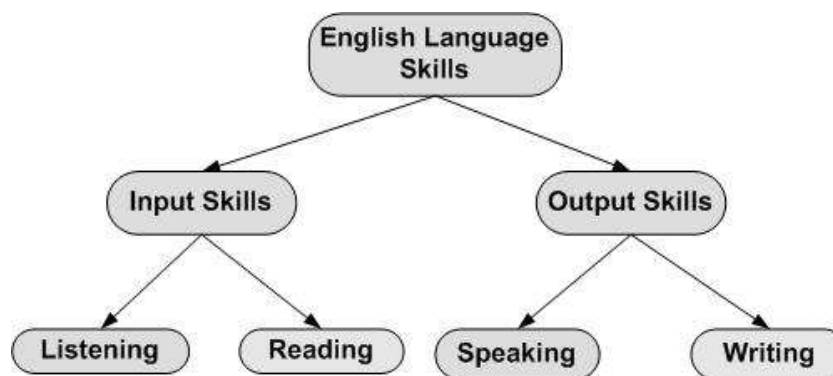 English Language
Skills
Input Skills
Output Skills
Listening
Reading
Speaking
Writing